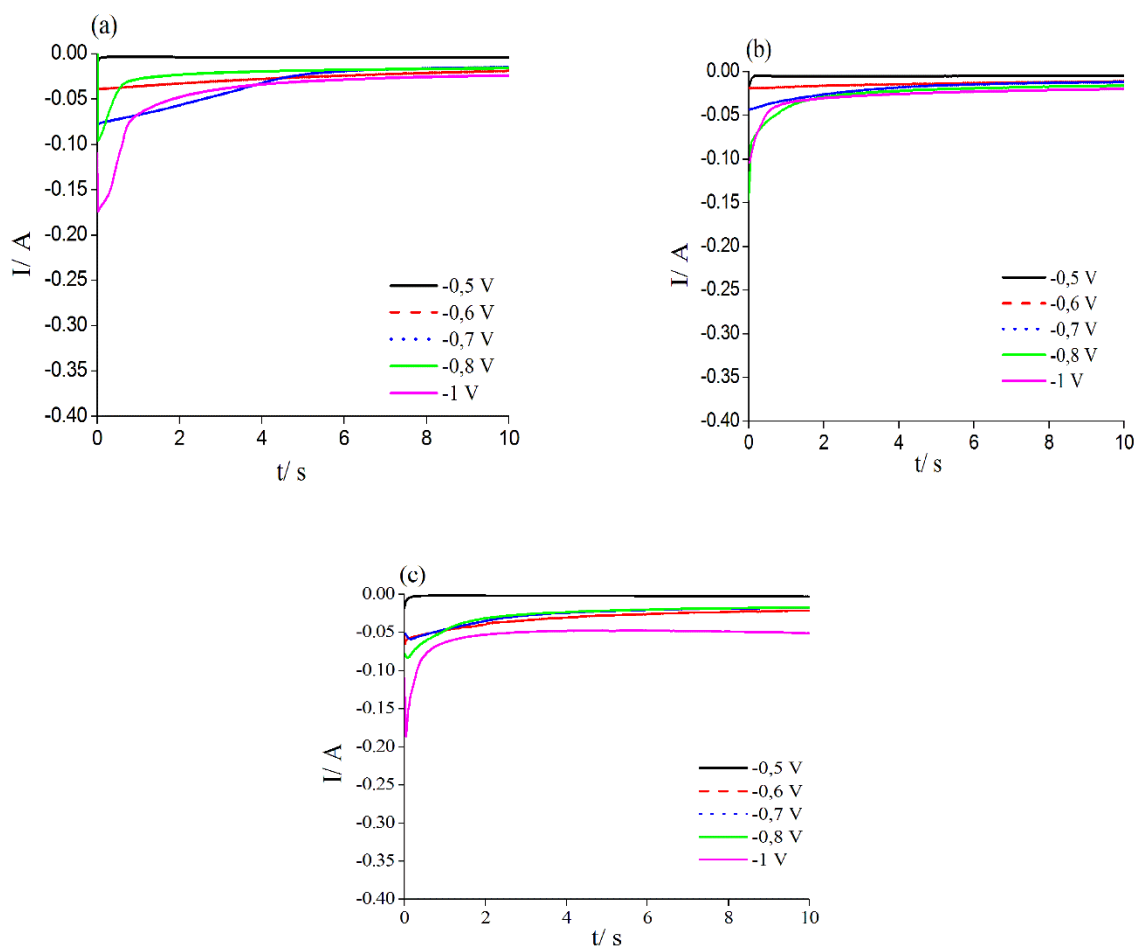 (a)
0.00
-0.05
-0.10
-0.15
-0.20
-0.25
-0.30
-0.35
-0.40
I/ A
0 2 4 6 8 10
t/ s
-0,5 V
-0,6 V
-0,7 V
-0,8 V
-1 V
(b)
0.00
-0.05
-0.10
-0.15
-0.20
-0.25
-0.30
-0.35
-0.40
I/ A
0 2 4 6 8 10
t/ s
-0,5 V
-0,6 V
-0,7 V
-0,8 V
-1 V
(c)
0.00
-0.05
-0.10
-0.15
-0.20
-0.25
-0.30
-0.35
-0.40
I/ A
0 2 4 6 8 10
t/ s
-0,5 V
-0,6 V
-0,7 V
-0,8 V
-1 V